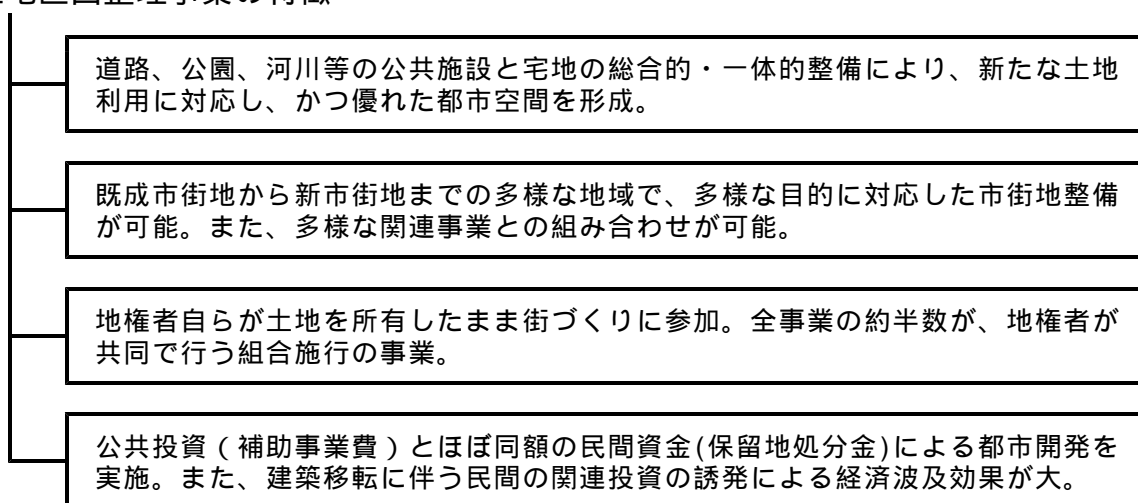 道路、公園、河川等の公共施設と宅地の総合的・一体的整備により、新たな土地
利用に対応し、かつ優れた都市空間を形成。
既成市街地から新市街地までの多様な地域で、多様な目的に対応した市街地整備
が可能。また、多様な関連事業との組み合わせが可能。
地権者自らが土地を所有したまま街づくりに参加。全事業の約半数が、地権者が
共同で行う組合施行の事業。
公共投資（補助事業費）とほぼ同額の民間資金(保留地処分金)による都市開発を
実施。また、建築移転に伴う民間の関連投資の誘発による経済波及効果が大。